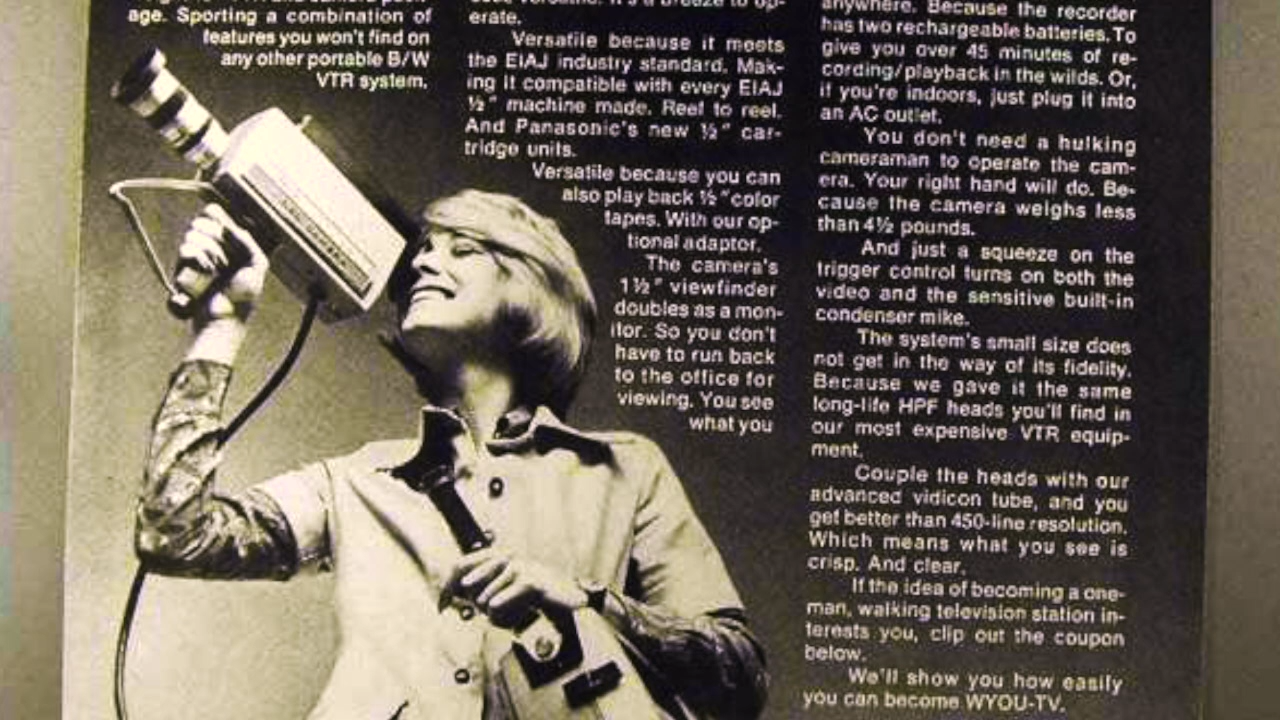 age. Sporting a combination of
features you won't find on
any other portable B/W
VTR system.
erate.
Versatile because it meets
the EIAJ industry standard. Mak-
ing it compatible with every EIAJ
½" machine made. Reel to reel.
And Panasonic's new ½" car-
tridge units.
Versatile because you can
also play back ½" color
tapes. With our op-
tional adaptor.
The camera's
1½" viewfinder
doubles as a mon-
itor. So you don't
have to run back
to the office for
viewing. You see
what you
anywhere. Because the recorder
has two rechargeable batteries. To
give you over 45 minutes of re-
cording/playback in the wilds. Or,
if you're indoors, just plug it into
an AC outlet.
You don't need a hulking
cameraman to operate the cam-
era. Your right hand will do. Be-
cause the camera weighs less
than 4½ pounds.
And just a squeeze on the
trigger control turns on both the
video and the sensitive built-in
condenser mike.
The system's small size does
not get in the way of its fidelity.
Because we gave it the same
long-life HPF heads you'll find in
our most expensive VTR equip-
ment.
Couple the heads with our
advanced vidicon tube, and you
get better than 450-line resolution.
Which means what you see is
crisp. And clear.
If the idea of becoming a one-
man, walking television station in-
terests you, clip out the coupon
below.
We'll show you how easily
you can become WYOU-TV.